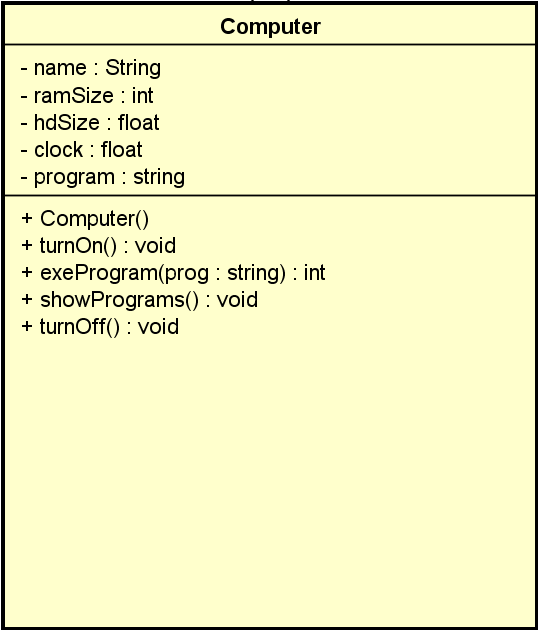 Computer
- name : String
- ramSize : int
- hdSize : float
- clock : float
- program : string
+ Computer()
+ turnOn() : void
+ exeProgram(prog : string) : int
+ showPrograms() : void
+ turnOff() : void